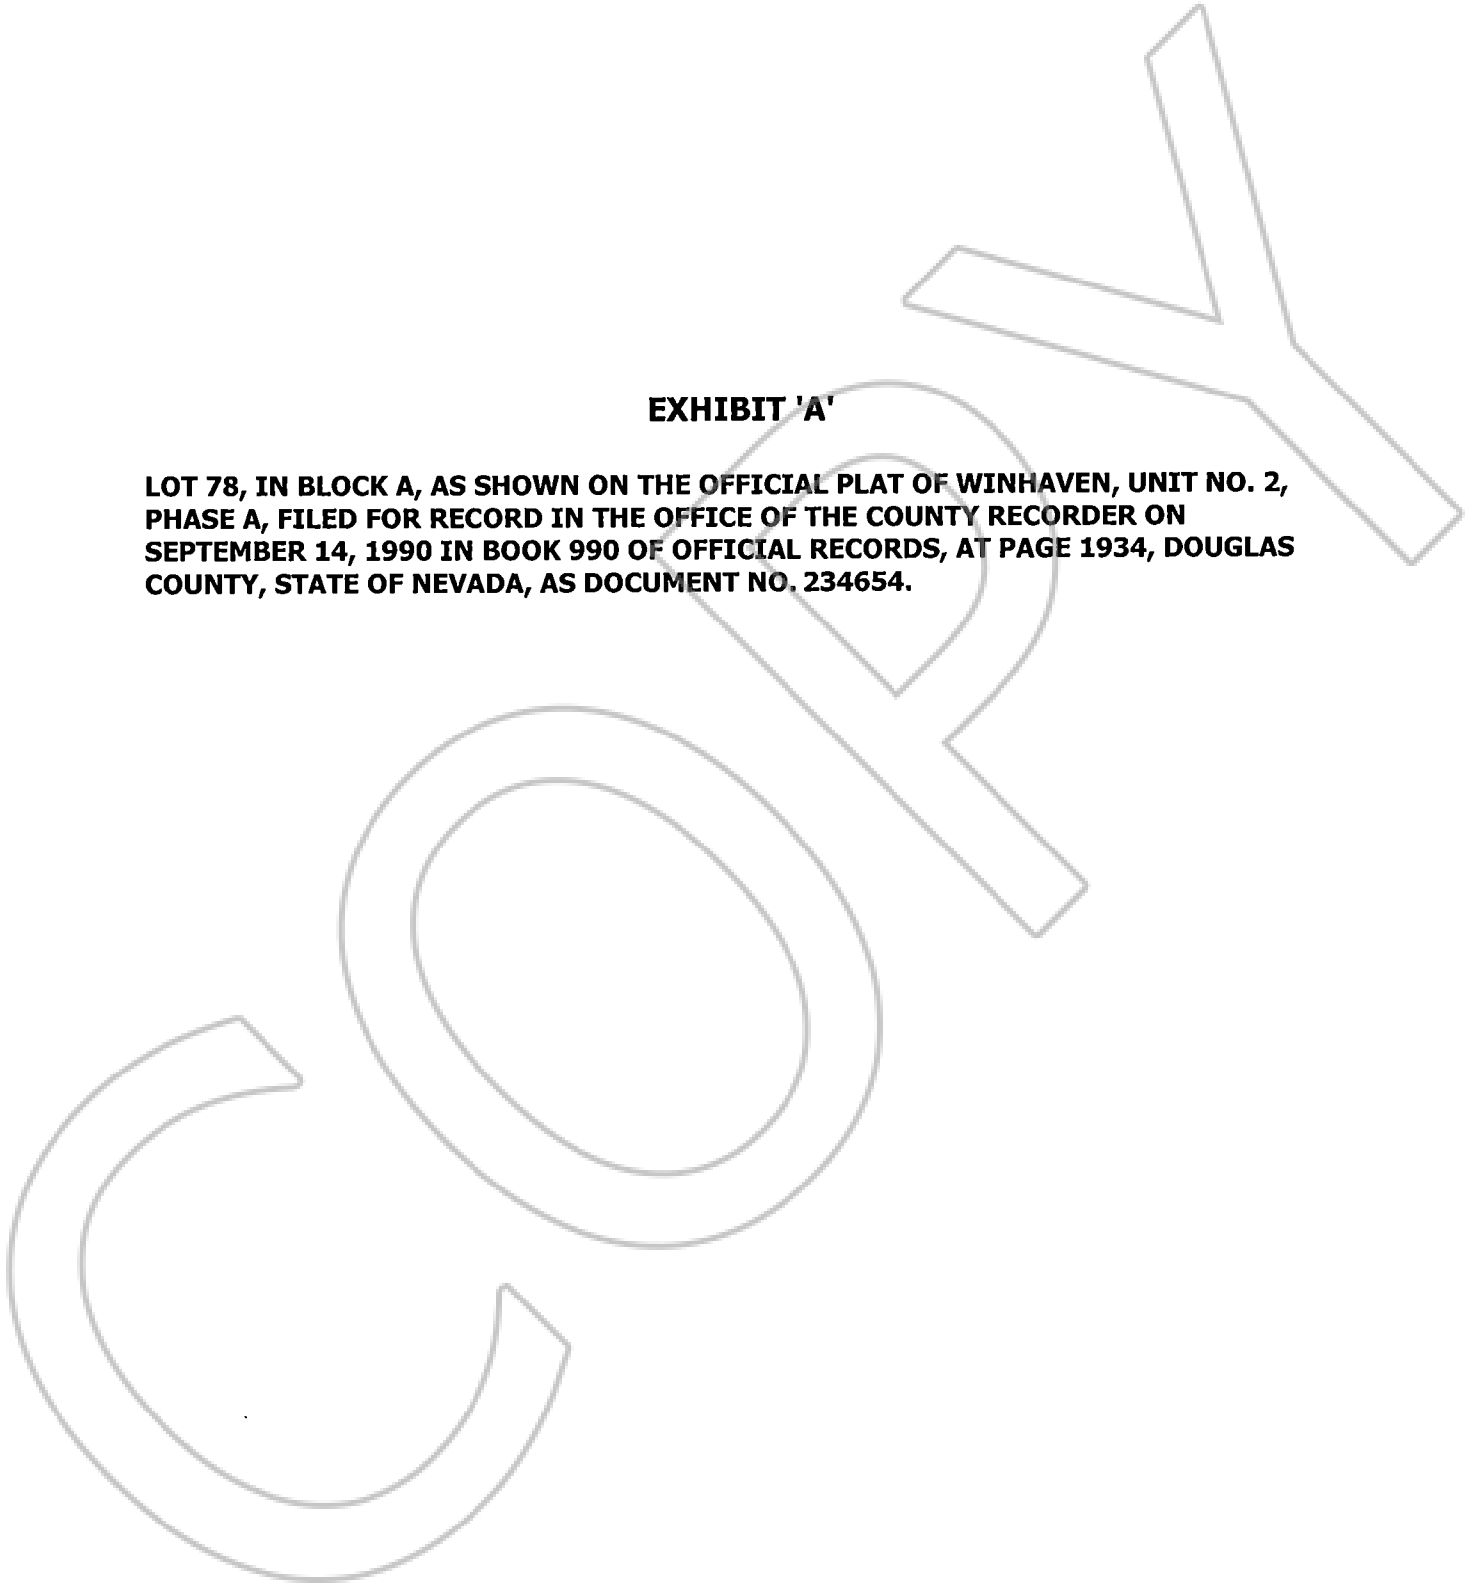 EXHIBIT 'A'
LOT 78, IN BLOCK A, AS SHOWN ON THE OFFICIAL PLAT OF WINHAVEN, UNIT NO. 2,
PHASE A, FILED FOR RECORD IN THE OFFICE OF THE COUNTY RECORDER ON
SEPTEMBER 14, 1990 IN BOOK 990 OF OFFICIAL RECORDS, AT PAGE 1934, DOUGLAS
COUNTY, STATE OF NEVADA, AS DOCUMENT NO. 234654.
COPY